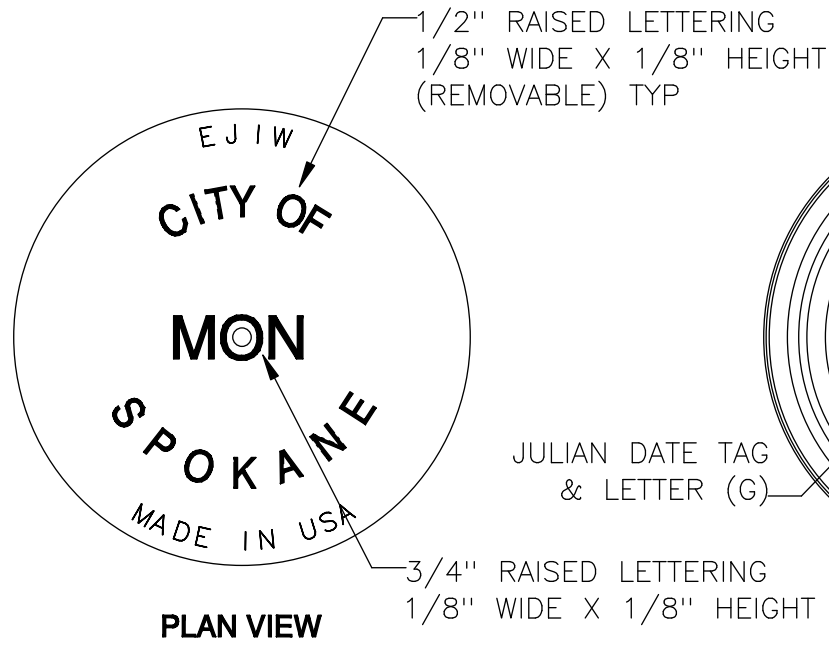 1/2" RAISED LETTERING
1/8" WIDE X 1/8" HEIGHT
(REMOVABLE) TYP
EJIW
CITY OF
MON
SPOKANE
MADE IN USA
JULIAN DATE TAG
& LETTER (G)
3/4" RAISED LETTERING
1/8" WIDE X 1/8" HEIGHT
PLAN VIEW